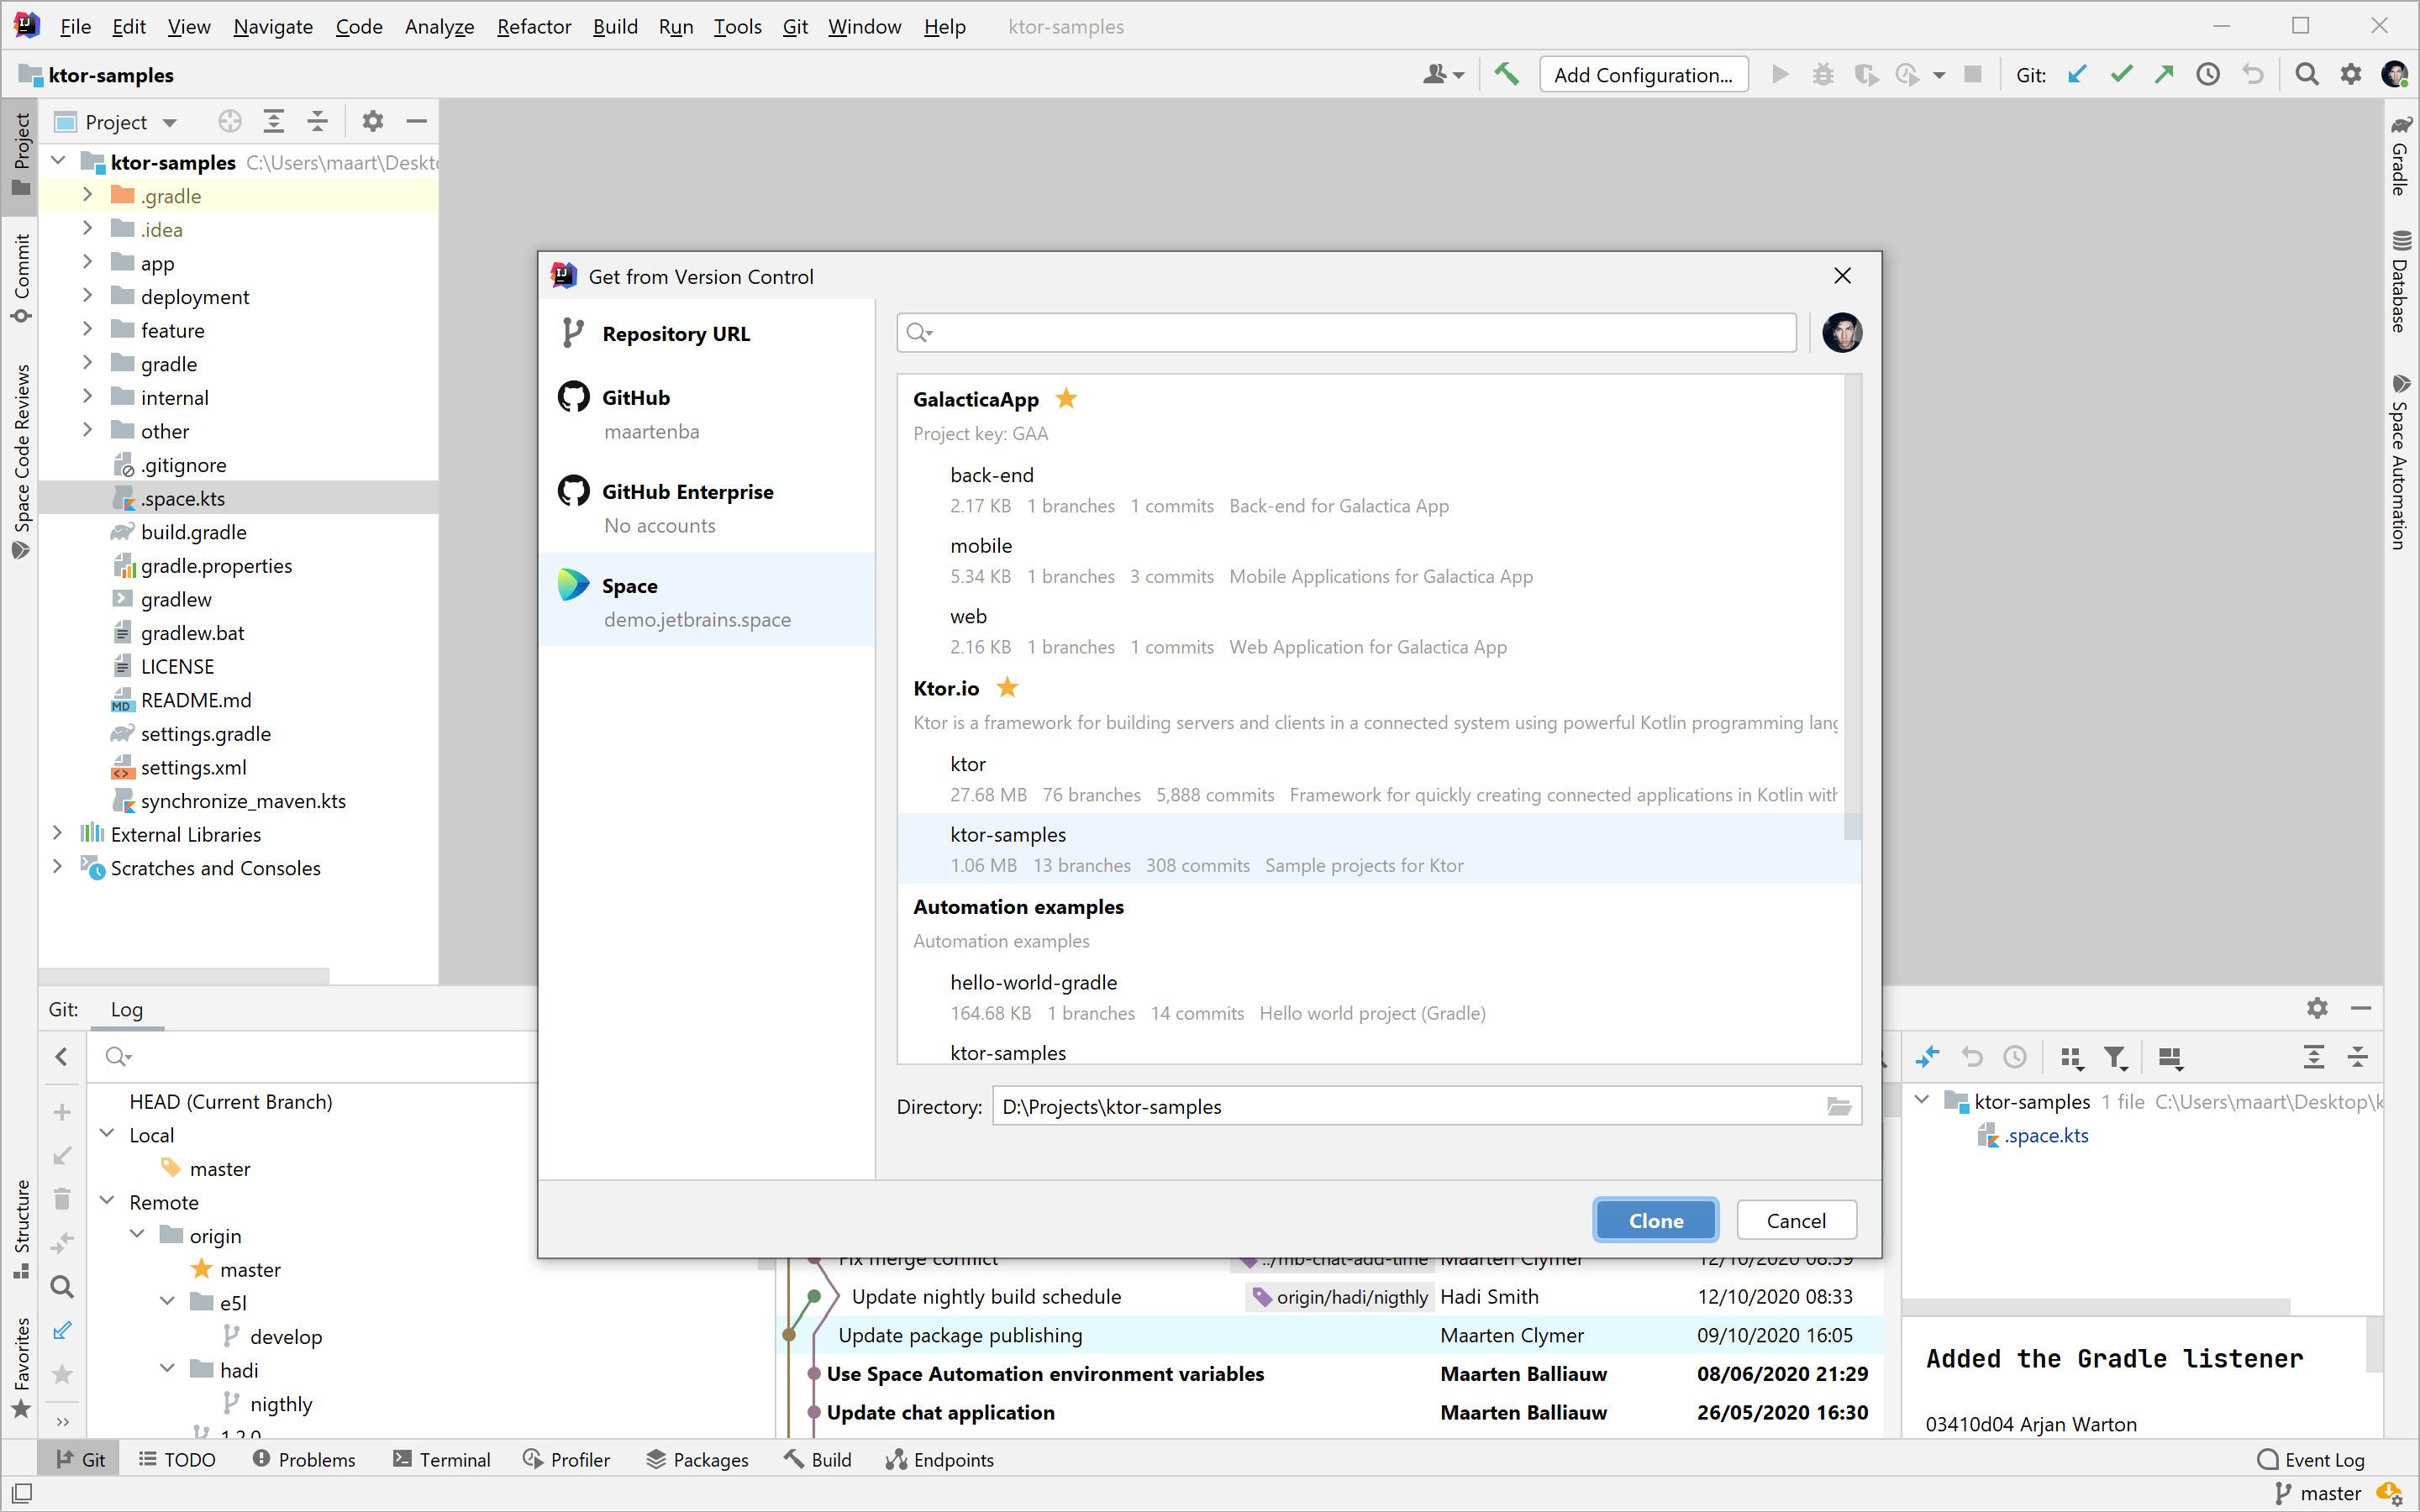 File Edit View Navigate Code Analyze Refactor Build Run Tools Git Window Help ktor-samples
ktor-samples
Add Configuration...
Git:
Project
Commit
Space Code Reviews
Structure
Favorites
Project
ktor-samples C:\Users\maart\Deskto
.gradle
.idea
app
deployment
feature
gradle
internal
other
.gitignore
.space.kts
build.gradle
gradle.properties
gradlew
gradlew.bat
LICENSE
README.md
settings.gradle
settings.xml
synchronize_maven.kts
External Libraries
Scratches and Consoles
Gradle
Database
Space Automation
Get from Version Control
Repository URL
GitHub
maartenba
GitHub Enterprise
No accounts
Space
demo.jetbrains.space
GalacticaApp
Project key: GAA
back-end
2.17 KB 1 branches 1 commits Back-end for Galactica App
mobile
5.34 KB 1 branches 3 commits Mobile Applications for Galactica App
web
2.16 KB 1 branches 1 commits Web Application for Galactica App
Ktor.io
Ktor is a framework for building servers and clients in a connected system using powerful Kotlin programming lang
ktor
27.68 MB 76 branches 5,888 commits Framework for quickly creating connected applications in Kotlin with
ktor-samples
1.06 MB 13 branches 308 commits Sample projects for Ktor
Automation examples
Automation examples
hello-world-gradle
164.68 KB 1 branches 14 commits Hello world project (Gradle)
ktor-samples
Directory: D:\Projects\ktor-samples
Clone Cancel
Git: Log
HEAD (Current Branch)
Local
master
Remote
origin
master
e5l
develop
hadi
nigthly
1.2.0
Fix merge conflict ../mb-chat-add-time Maarten Clymer 12/10/2020 08:59
Update nightly build schedule origin/hadi/nigthly Hadi Smith 12/10/2020 08:33
Update package publishing Maarten Clymer 09/10/2020 16:05
Use Space Automation environment variables Maarten Balliauw 08/06/2020 21:29
Update chat application Maarten Balliauw 26/05/2020 16:30
ktor-samples 1 file C:\Users\maart\Desktop\k
.space.kts
Added the Gradle listener
03410d04 Arjan Warton
Git TODO Problems Terminal Profiler Packages Build Endpoints Event Log
master